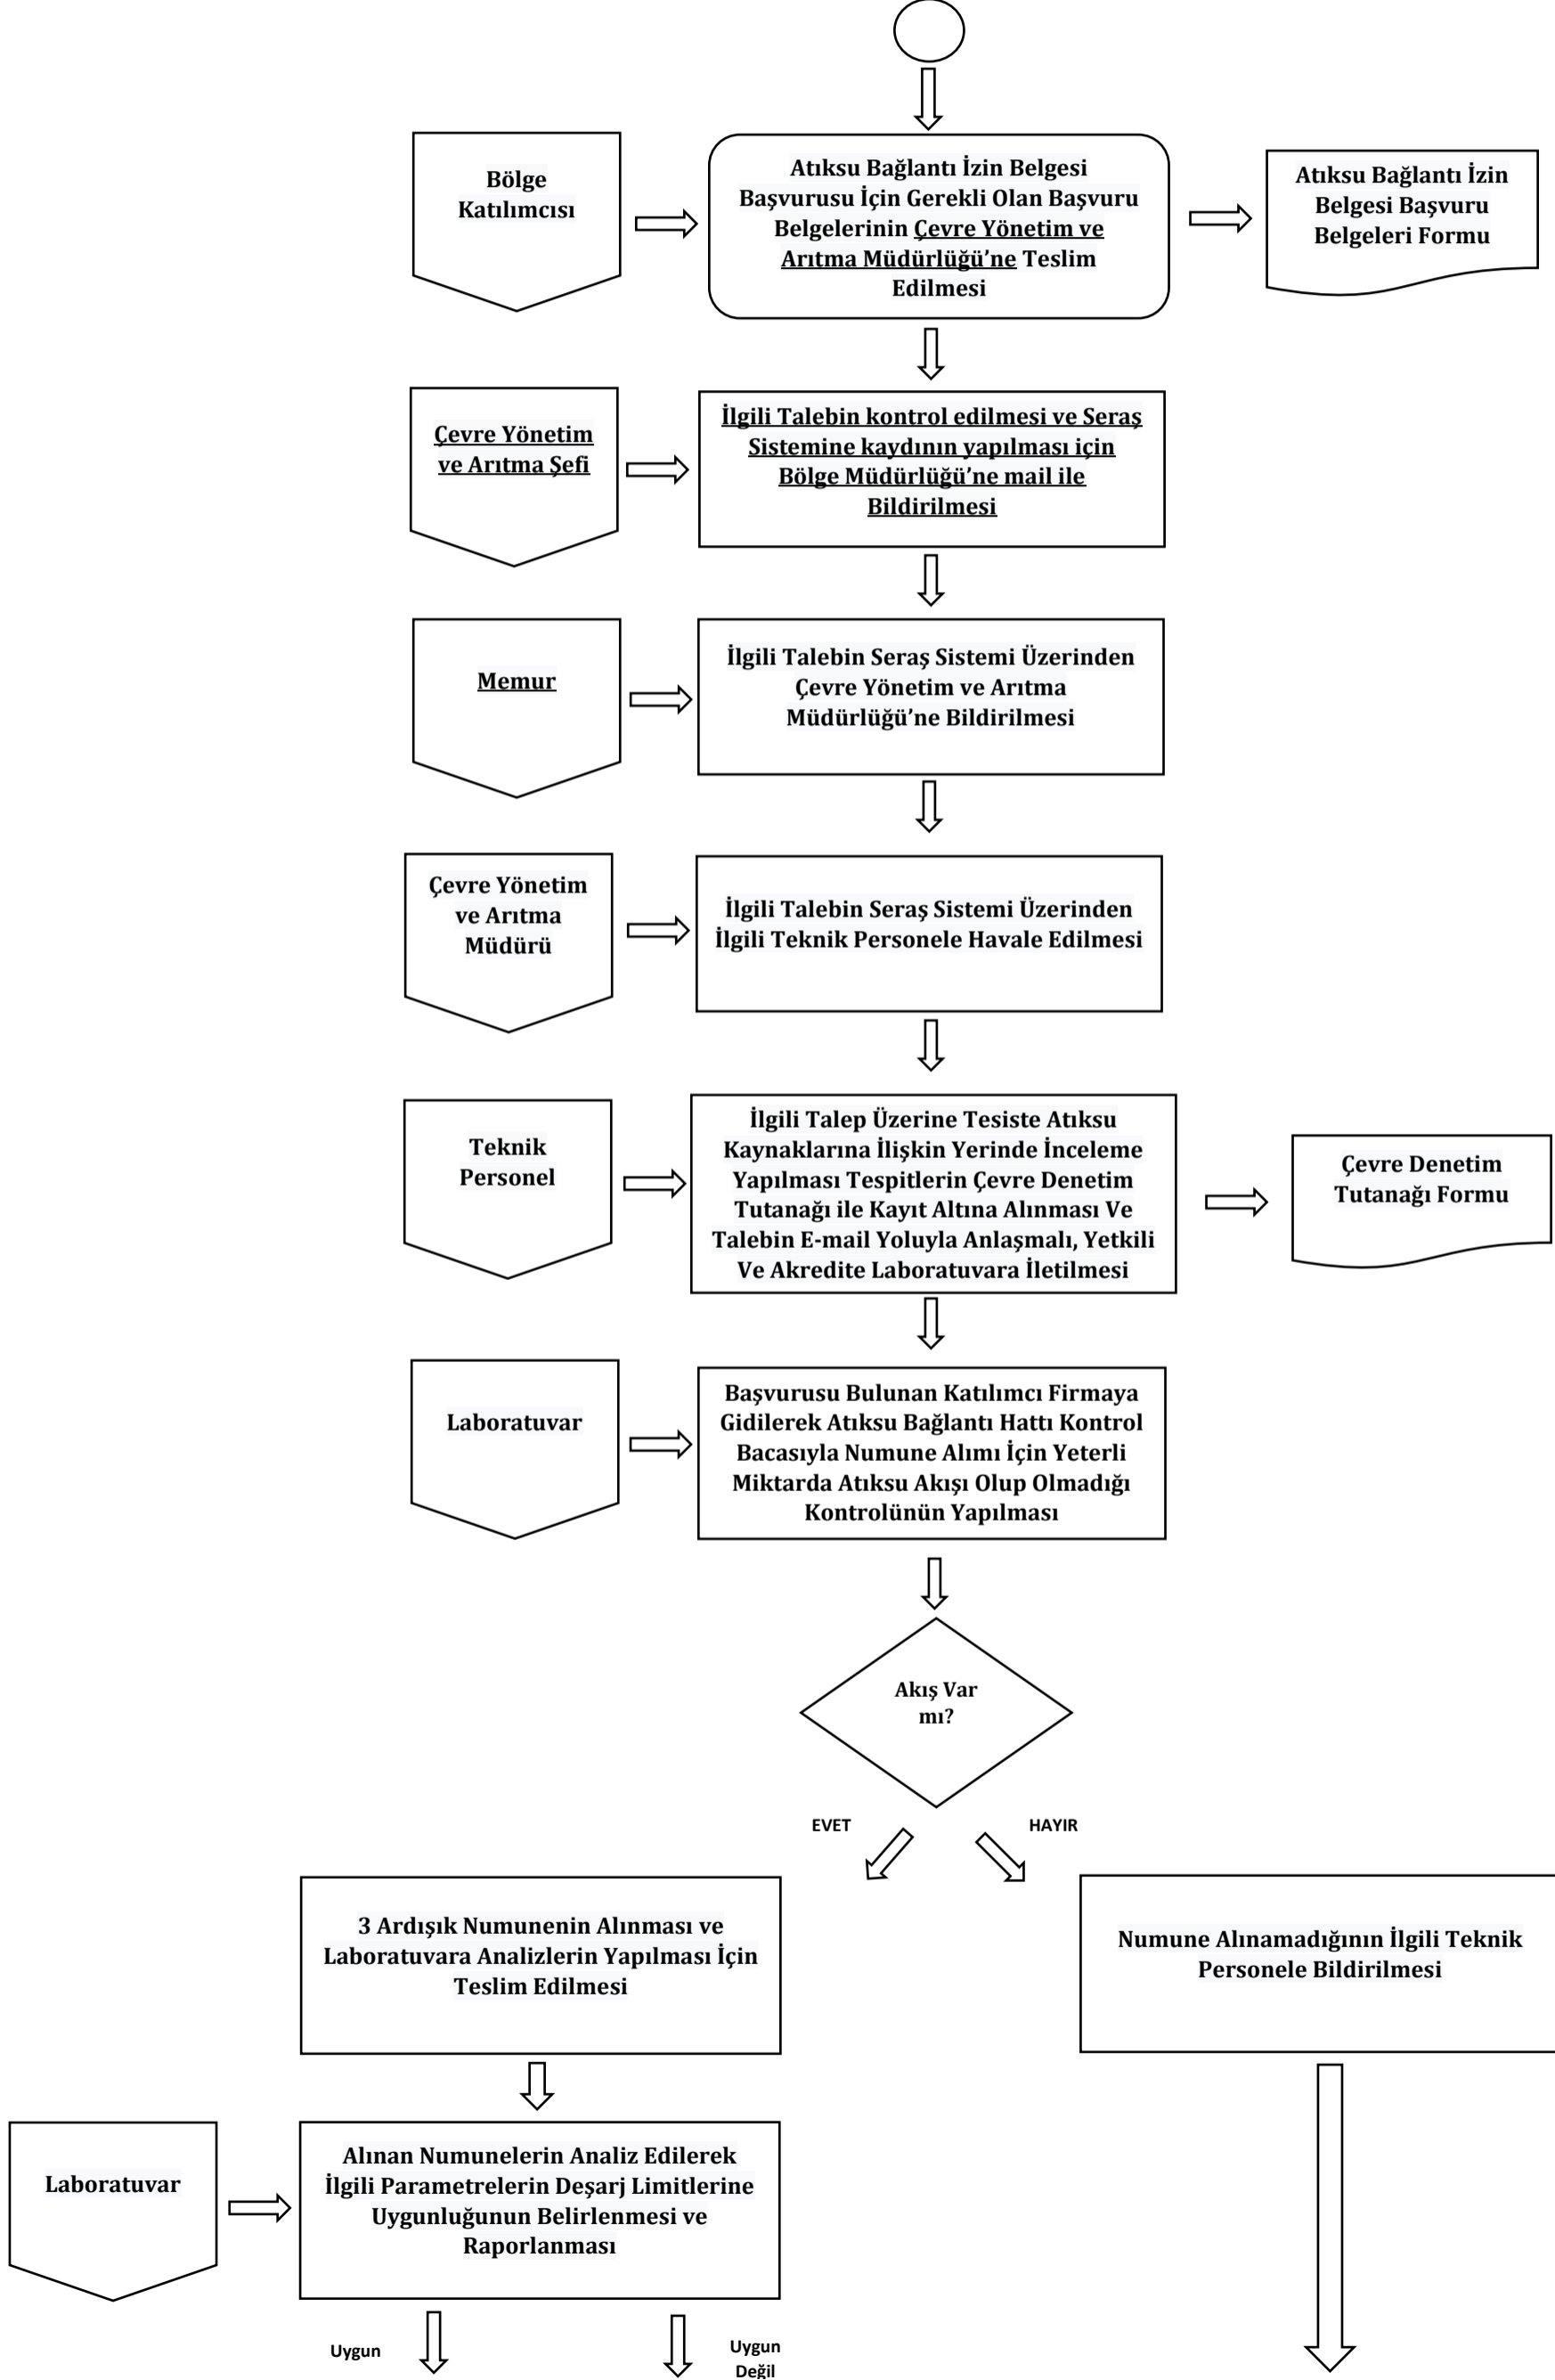 Bölge
Katılımcısı
Atıksu Bağlantı İzin Belgesi
Başvurusu İçin Gerekli Olan Başvuru
Belgelerinin Çevre Yönetim ve
Arıtma Müdürlüğü’ne Teslim
Edilmesi
Atıksu Bağlantı İzin
Belgesi Başvuru
Belgeleri Formu
Çevre Yönetim
ve Arıtma Şefi
İlgili Talebin kontrol edilmesi ve Seraş
Sistemine kaydının yapılması için
Bölge Müdürlüğü’ne mail ile
Bildirilmesi
Memur
İlgili Talebin Seraş Sistemi Üzerinden
Çevre Yönetim ve Arıtma
Müdürlüğü’ne Bildirilmesi
Çevre Yönetim
ve Arıtma
Müdürü
İlgili Talebin Seraş Sistemi Üzerinden
İlgili Teknik Personele Havale Edilmesi
Teknik
Personel
İlgili Talep Üzerine Tesiste Atıksu
Kaynaklarına İlişkin Yerinde İnceleme
Yapılması Tespitlerin Çevre Denetim
Tutanağı ile Kayıt Altına Alınması Ve
Talebin E-mail Yoluyla Anlaşmalı, Yetkili
Ve Akredite Laboratuvara İletilmesi
Çevre Denetim
Tutanağı Formu
Laboratuvar
Başvurusu Bulunan Katılımcı Firmaya
Gidilerek Atıksu Bağlantı Hattı Kontrol
Bacasıyla Numune Alımı İçin Yeterli
Miktarda Atıksu Akışı Olup Olmadığı
Kontrolünün Yapılması
Akış Var
mı?
EVET
HAYIR
3 Ardışık Numunenin Alınması ve
Laboratuvara Analizlerin Yapılması İçin
Teslim Edilmesi
Numune Alınamadığının İlgili Teknik
Personele Bildirilmesi
Laboratuvar
Alınan Numunelerin Analiz Edilerek
İlgili Parametrelerin Deşarj Limitlerine
Uygunluğunun Belirlenmesi ve
Raporlanması
Uygun
Uygun
Değil